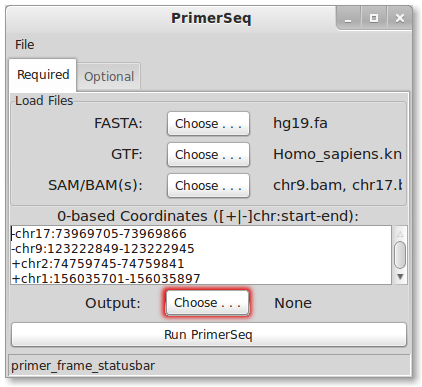 PrimerSeq
File
Required Optional
Load Files
FASTA: Choose . . . hg19.fa
GTF: Choose . . . Homo_sapiens.kn
SAM/BAM(s): Choose . . . chr9.bam, chr17.b
0-based Coordinates ([+|-]chr:start-end):
-chr17:73969705-73969866
-chr9:123222849-123222945
+chr2:74759745-74759841
+chr1:156035701-156035897
Output: Choose . . . None
Run PrimerSeq
primer_frame_statusbar